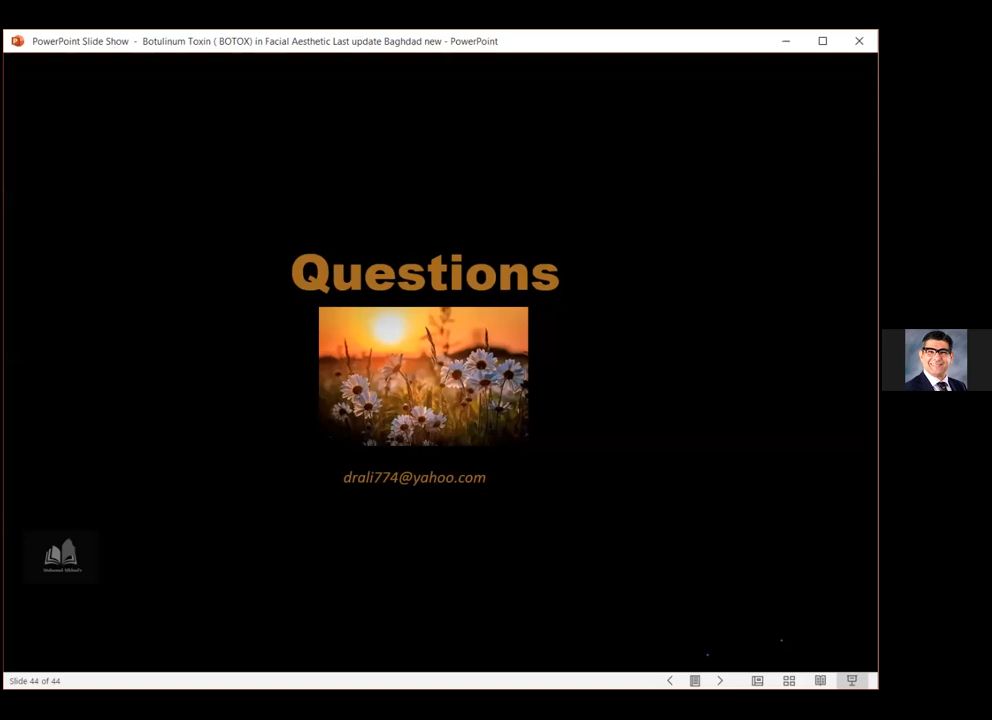 PowerPoint Slide Show - Botulinum Toxin ( BOTOX) in Facial Aesthetic Last update Baghdad new - PowerPoint
Questions
drali774@yahoo.com
Slide 44 of 44